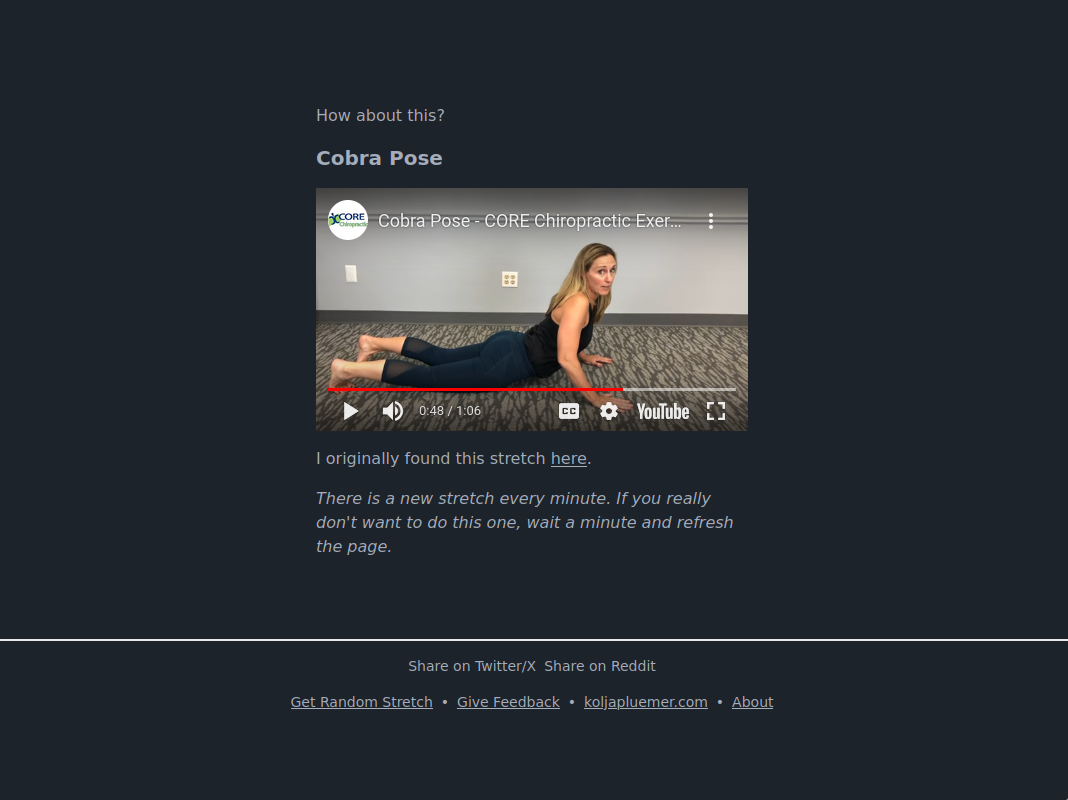 How about this?
Cobra Pose
CORE
Chiropractic
Cobra Pose - CORE Chiropractic Exer...
0:48 / 1:06
CC
YouTube
I originally found this stretch here.
There is a new stretch every minute. If you really
don't want to do this one, wait a minute and refresh
the page.
Share on Twitter/X Share on Reddit
Get Random Stretch • Give Feedback • koljapluemer.com • About